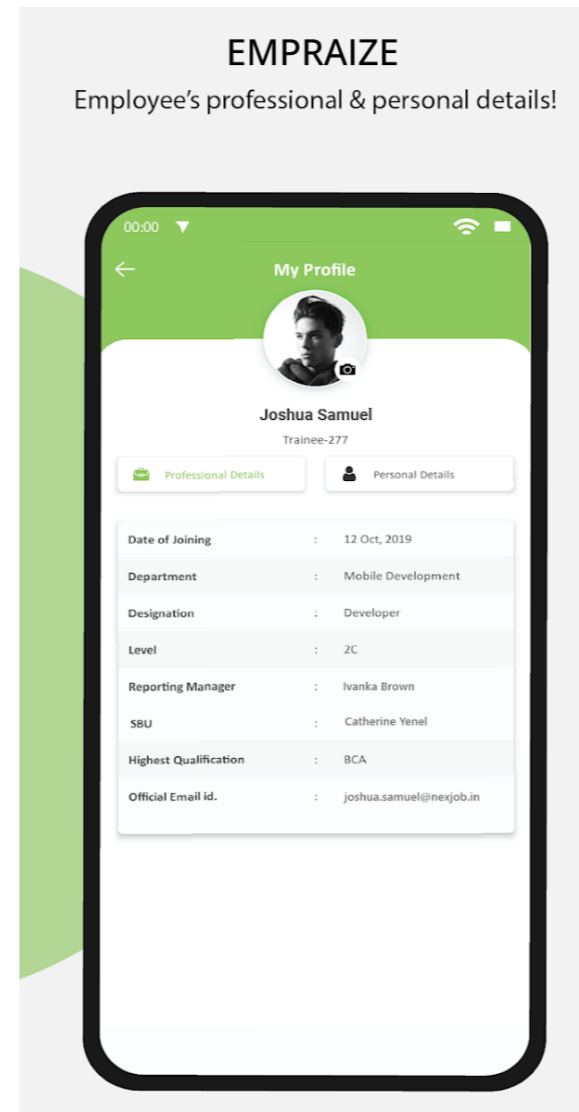 EMPRAIZE
Employee's professional & personal details!
00:00
My Profile
Joshua Samuel
Trainee-277
Professional Details Personal Details
Date of Joining : 12 Oct, 2019
Department : Mobile Development
Designation : Developer
Level : 2C
Reporting Manager : Ivanka Brown
SBU : Catherine Yenel
Highest Qualification : BCA
Official Email id. : joshua.samuel@nexjob.in